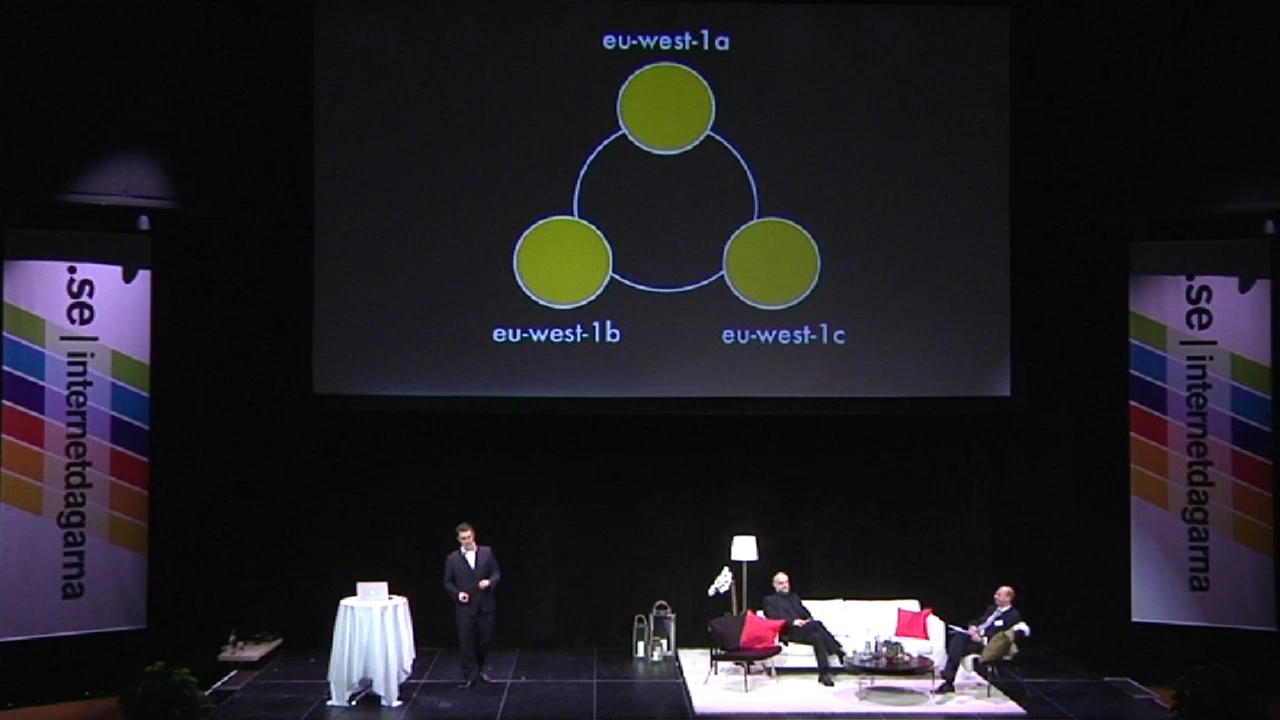 eu-west-1a
eu-west-1b
eu-west-1c
.se | internetdagarna
.se | internetdagarna